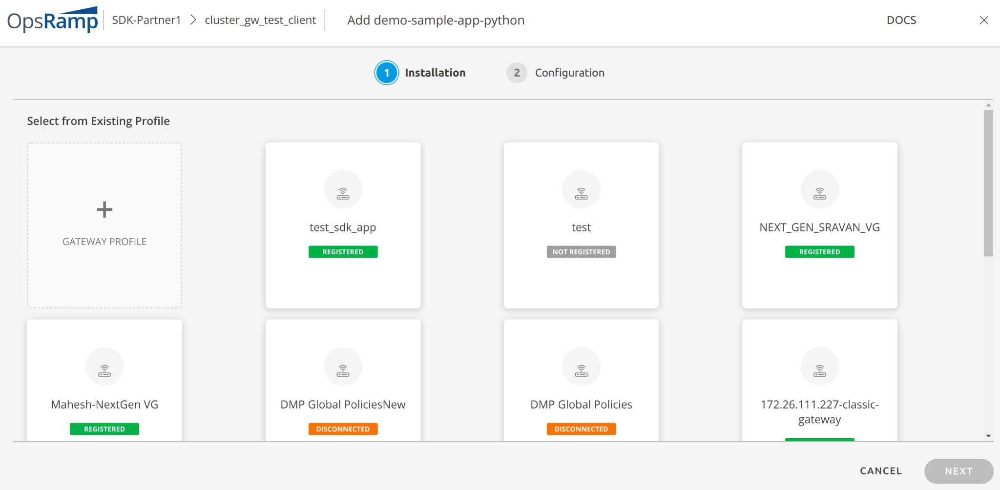 OpsRamp
SDK-Partner1 > cluster_gw_test_client
Add demo-sample-app-python
DOCS
1 Installation
2 Configuration
Select from Existing Profile
+
GATEWAY PROFILE
test_sdk_app
REGISTERED
test
NOT REGISTERED
NEXT_GEN_SRAVAN_VG
REGISTERED
Mahesh-NextGen VG
REGISTERED
DMP Global PoliciesNew
DISCONNECTED
DMP Global Policies
DISCONNECTED
172.26.111.227-classic-
gateway
CANCEL
NEXT